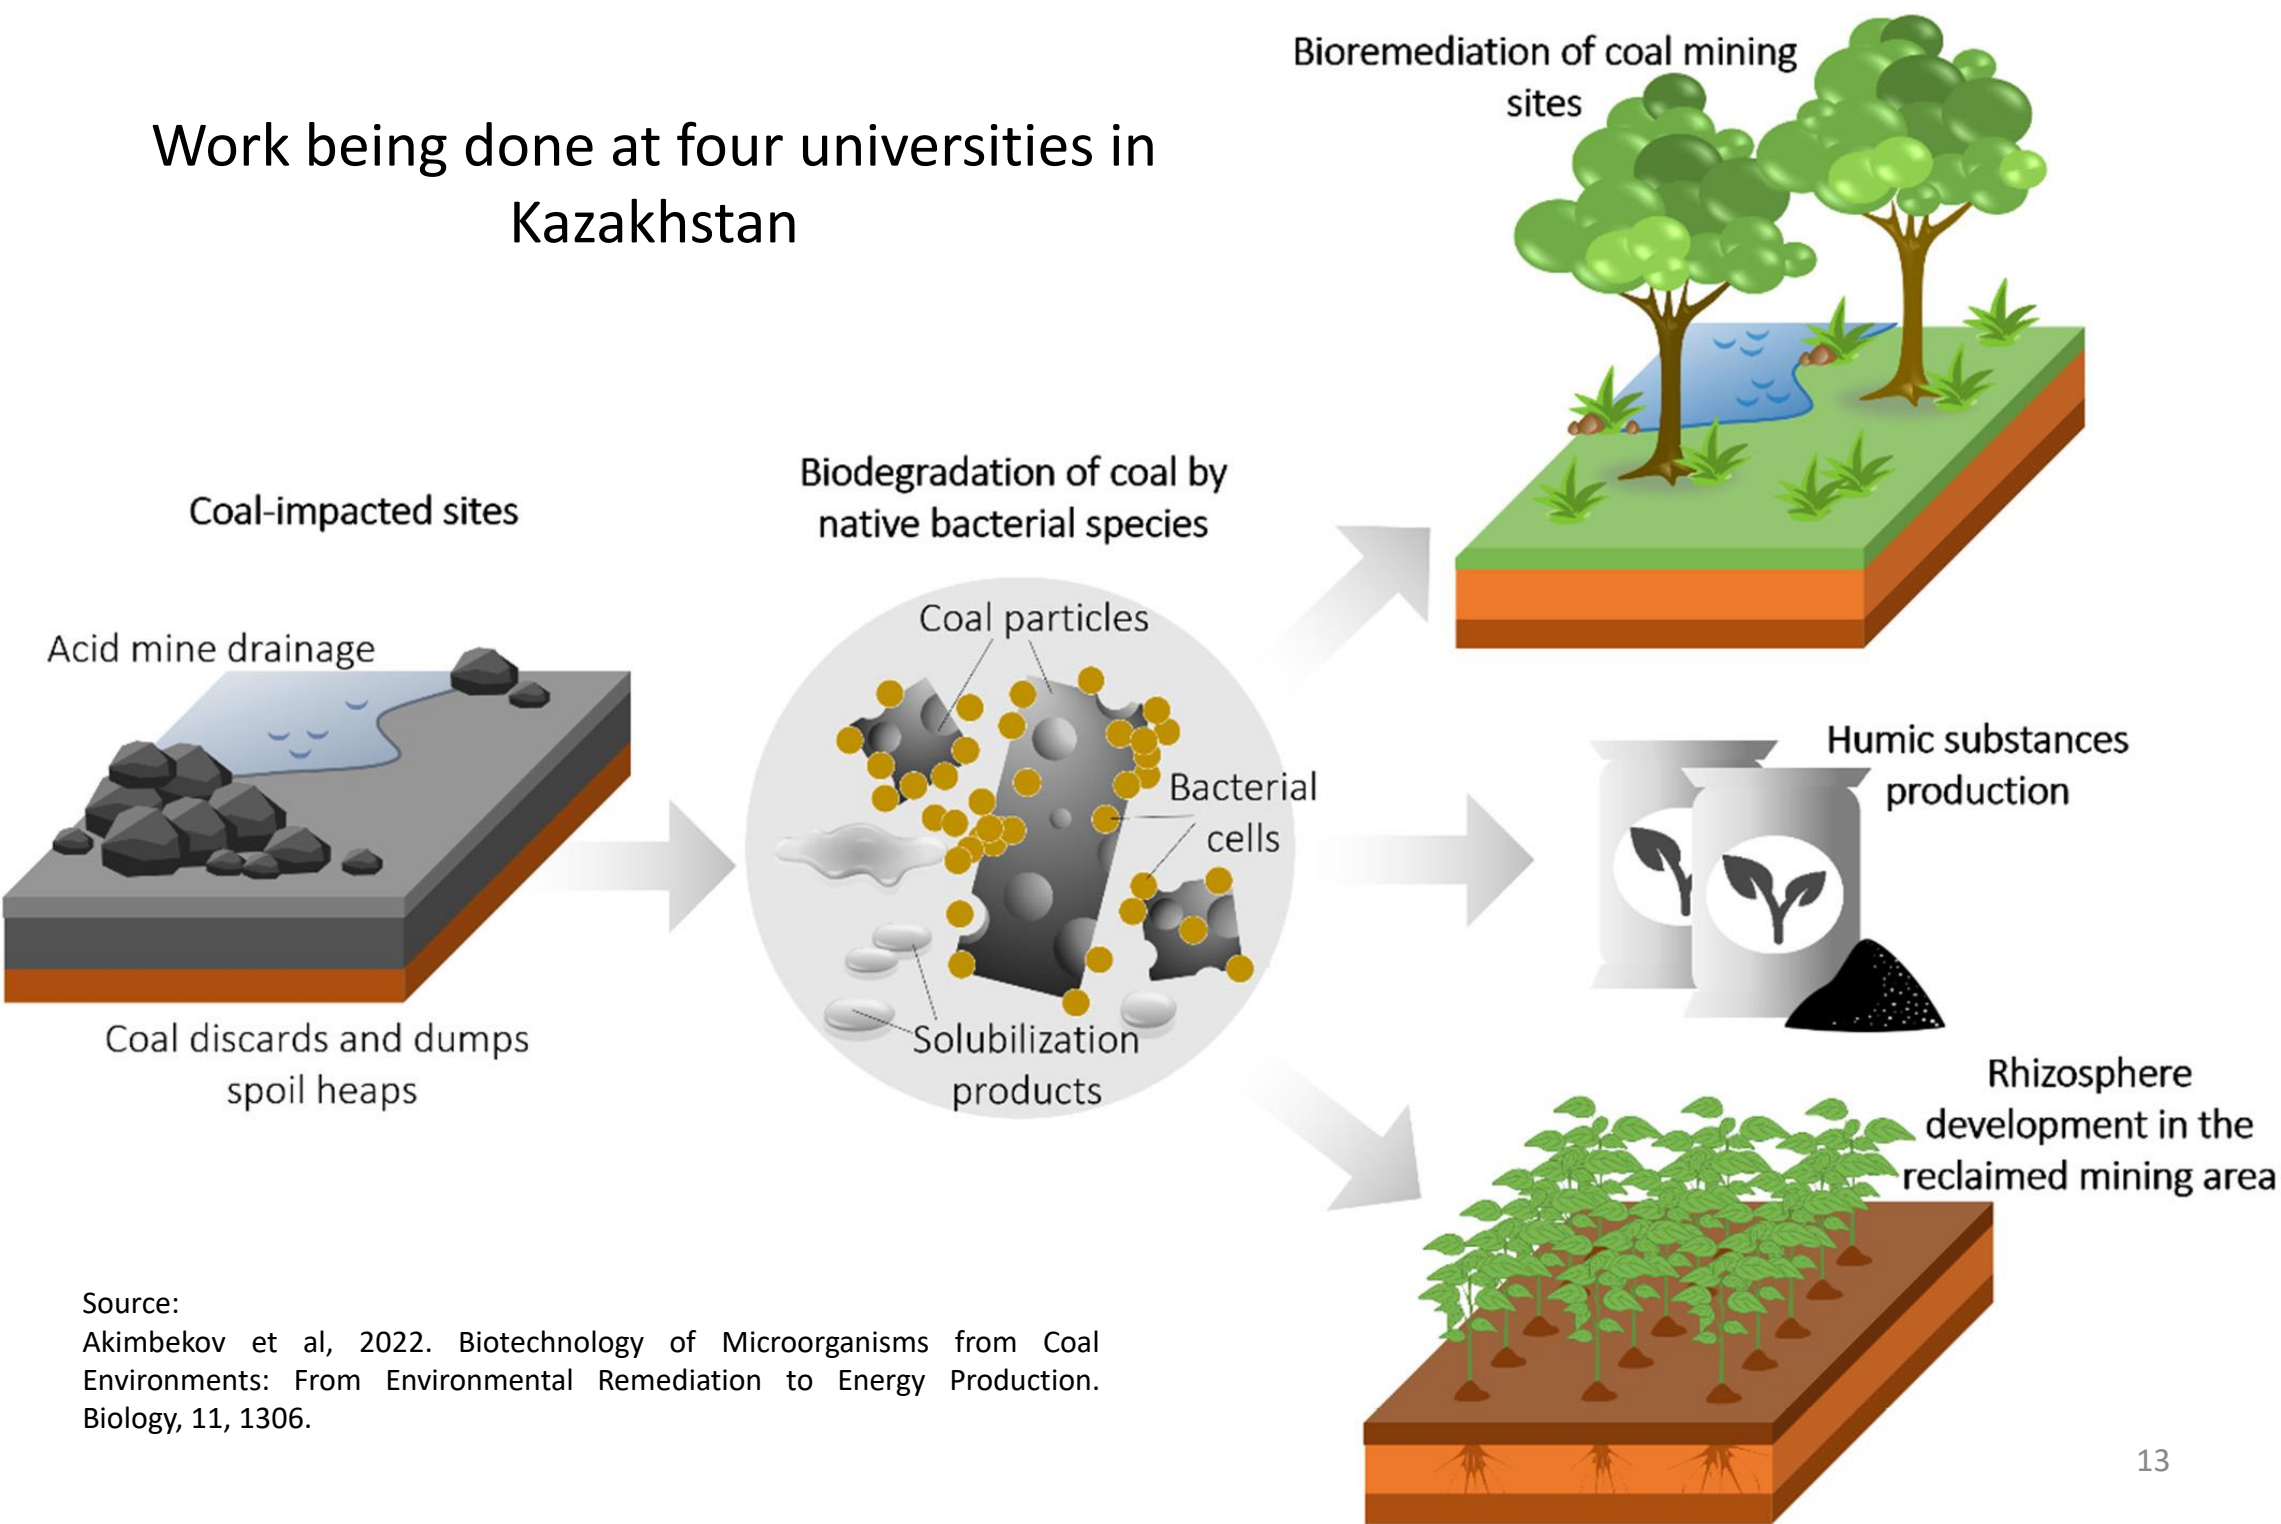 Work being done at four universities in
Kazakhstan
Bioremediation of coal mining
sites
Coal-impacted sites
Acid mine drainage
Coal discards and dumps
spoil heaps
Biodegradation of coal by
native bacterial species
Coal particles
Bacterial
cells
Solubilization
products
Humic substances
production
Rhizosphere
development in the
reclaimed mining area
Source:
Akimbekov et al, 2022. Biotechnology of Microorganisms from Coal
Environments: From Environmental Remediation to Energy Production.
Biology, 11, 1306.
13